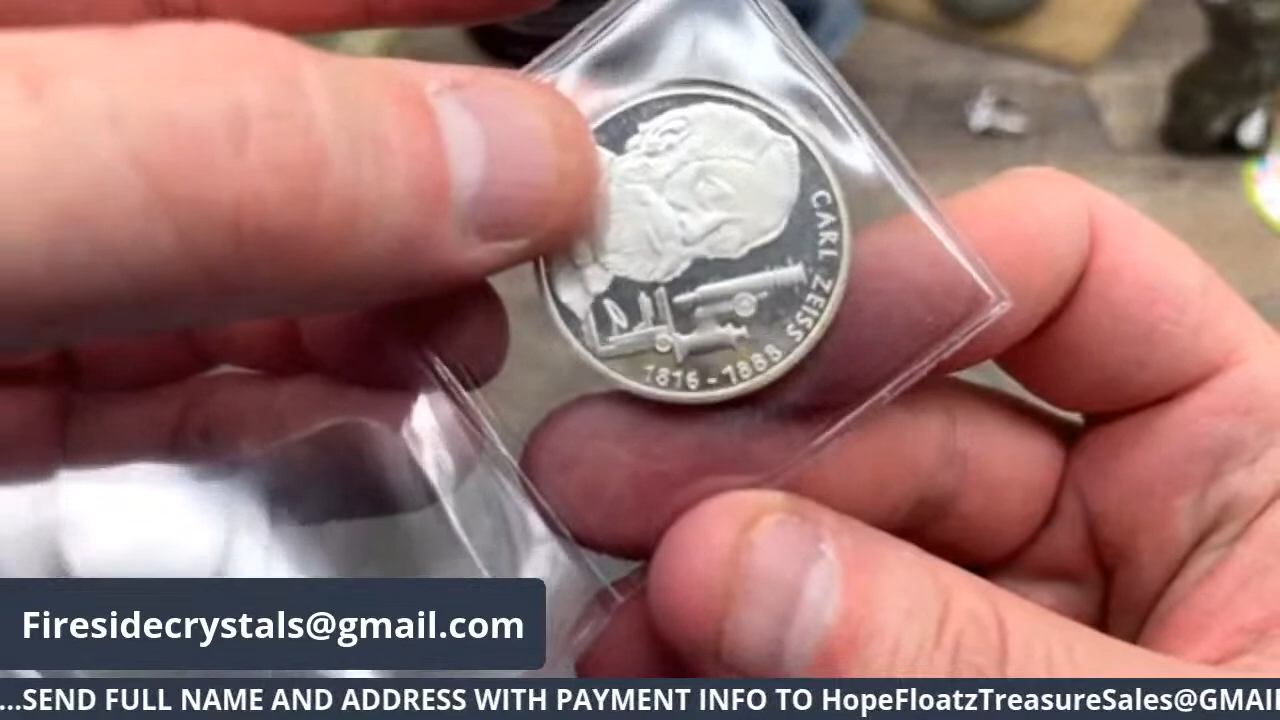 CARL ZEISS
1816 - 1888
Firesidecrystals@gmail.com
...SEND FULL NAME AND ADDRESS WITH PAYMENT INFO TO HopeFloatzTreasureSales@GMAI